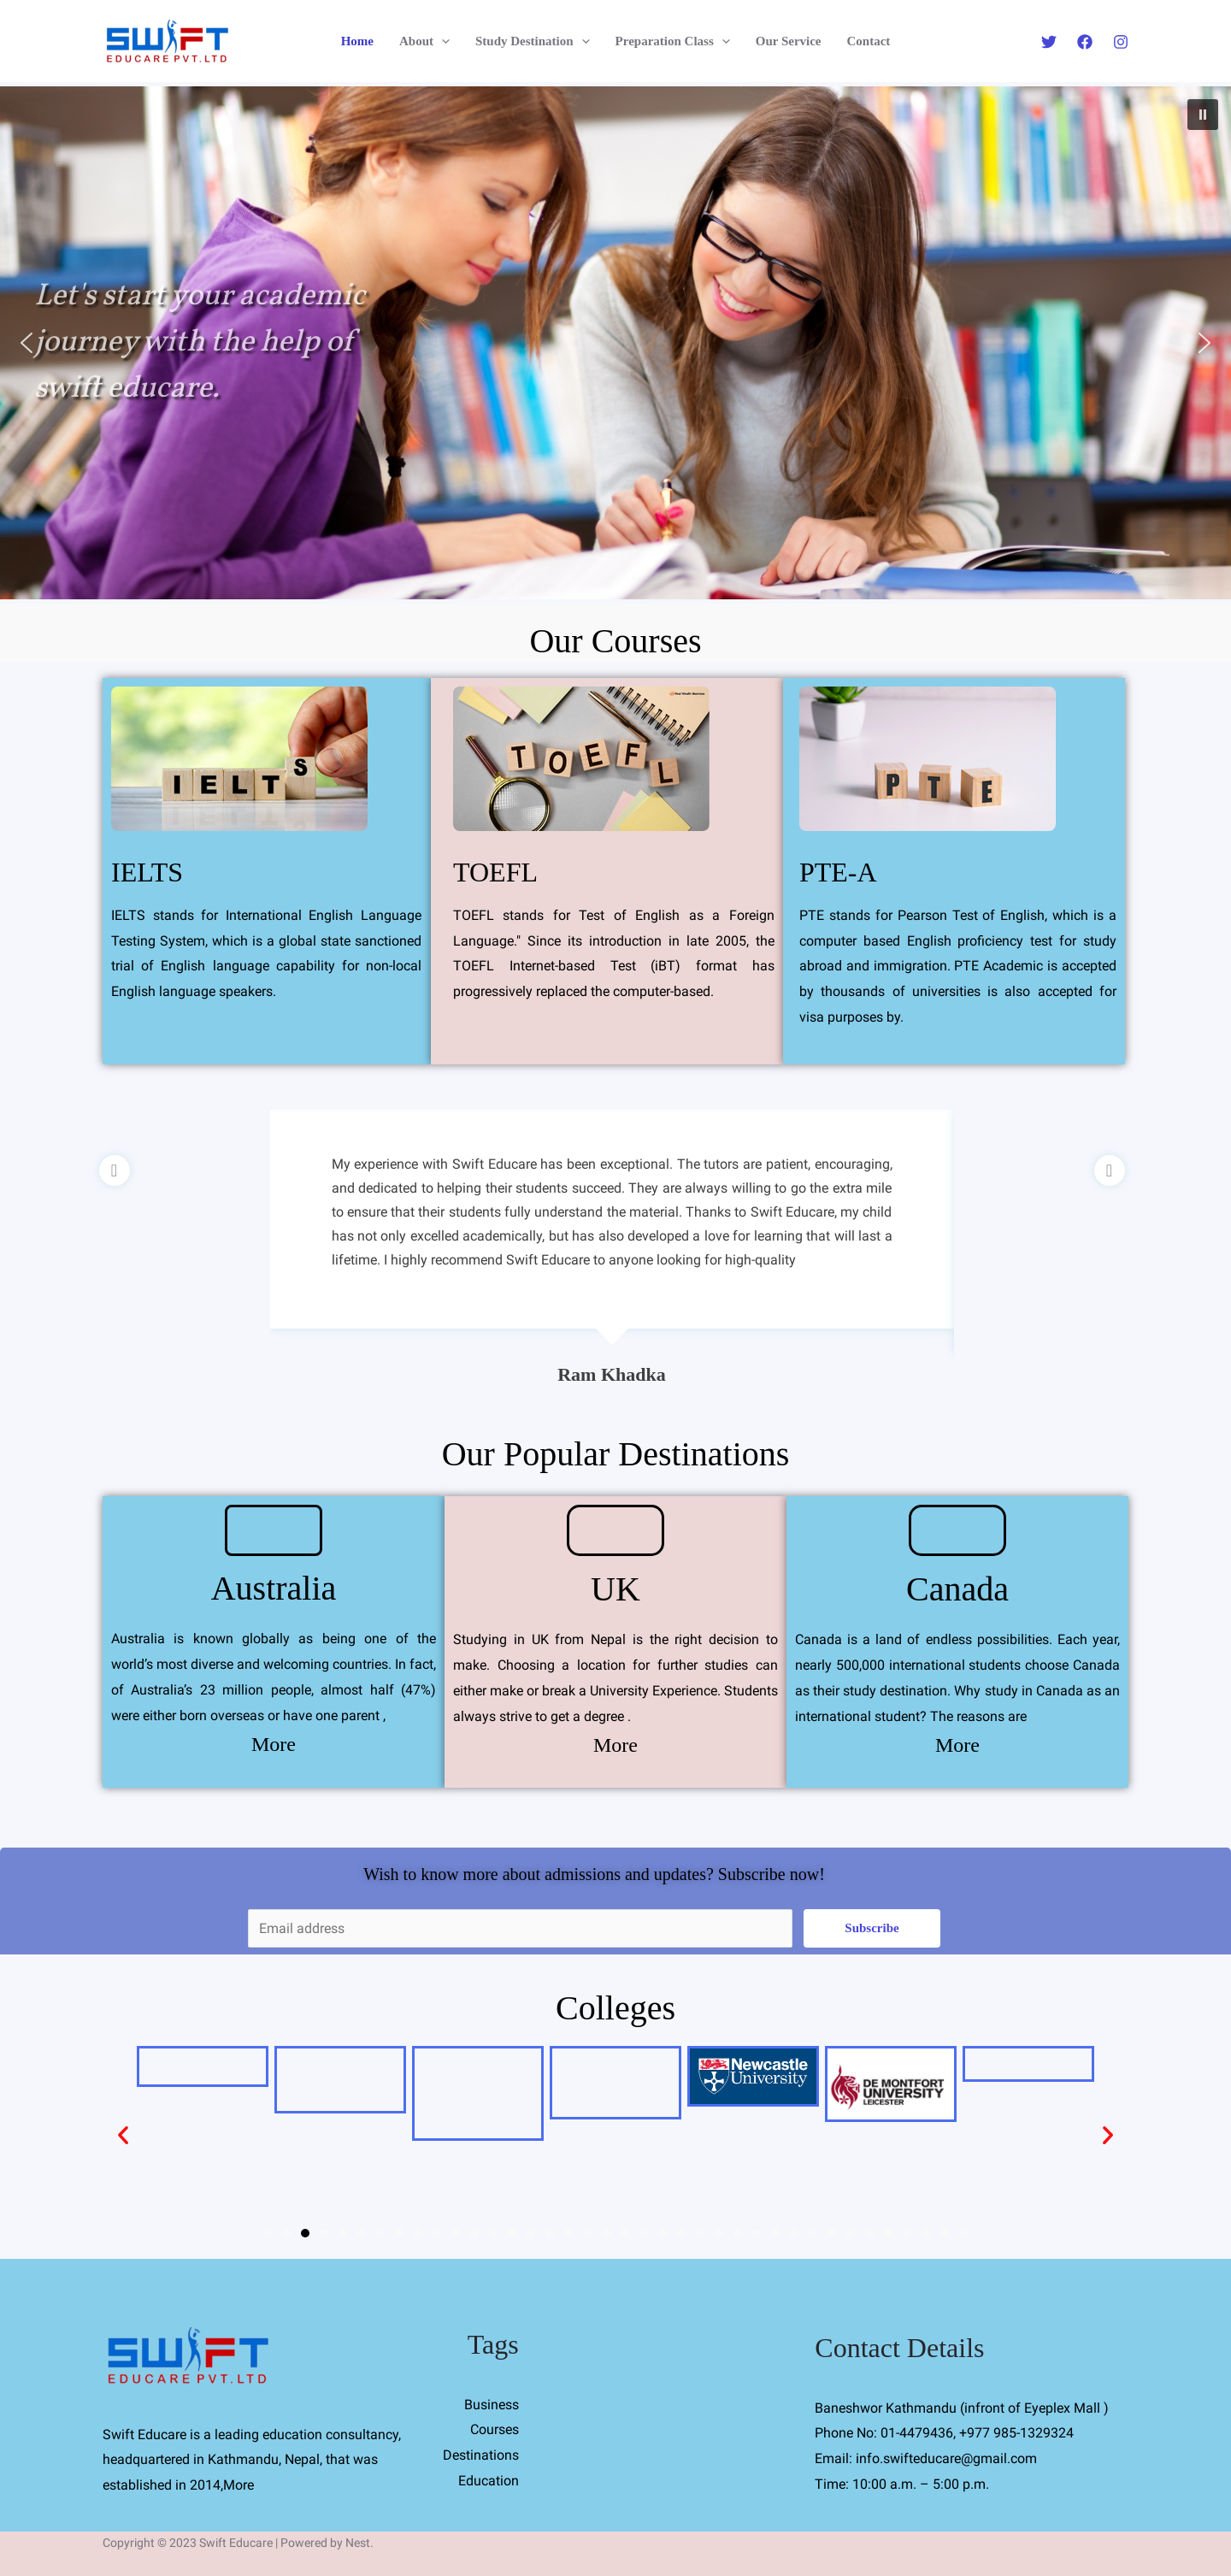 SWIFT
EDUCARE PVT.LTD
Home
About
Study Destination
Preparation Class
Our Service
Contact
Let's start your academic
journey with the help of
swift educare.
Our Courses
IELTS
TOEFL
PTE
IELTS
IELTS stands for International English Language
Testing System, which is a global state sanctioned
trial of English language capability for non-local
English language speakers.
TOEFL
TOEFL stands for Test of English as a Foreign
Language." Since its introduction in late 2005, the
TOEFL Internet-based Test (iBT) format has
progressively replaced the computer-based.
PTE-A
PTE stands for Pearson Test of English, which is a
computer based English proficiency test for study
abroad and immigration. PTE Academic is accepted
by thousands of universities is also accepted for
visa purposes by.
My experience with Swift Educare has been exceptional. The tutors are patient, encouraging,
and dedicated to helping their students succeed. They are always willing to go the extra mile
to ensure that their students fully understand the material. Thanks to Swift Educare, my child
has not only excelled academically, but has also developed a love for learning that will last a
lifetime. I highly recommend Swift Educare to anyone looking for high-quality
Ram Khadka
Our Popular Destinations
Australia
Australia is known globally as being one of the
world’s most diverse and welcoming countries. In fact,
of Australia’s 23 million people, almost half (47%)
were either born overseas or have one parent ,
More
UK
Studying in UK from Nepal is the right decision to
make. Choosing a location for further studies can
either make or break a University Experience. Students
always strive to get a degree .
More
Canada
Canada is a land of endless possibilities. Each year,
nearly 500,000 international students choose Canada
as their study destination. Why study in Canada as an
international student? The reasons are
More
Wish to know more about admissions and updates? Subscribe now!
Email address
Subscribe
Colleges
Newcastle
University
DE MONTFORT
UNIVERSITY
LEICESTER
SWIFT
EDUCARE PVT.LTD
Swift Educare is a leading education consultancy,
headquartered in Kathmandu, Nepal, that was
established in 2014,More
Tags
Business
Courses
Destinations
Education
Contact Details
Baneshwor Kathmandu (infront of Eyeplex Mall )
Phone No: 01-4479436, +977 985-1329324
Email: info.swifteducare@gmail.com
Time: 10:00 a.m. – 5:00 p.m.
Copyright © 2023 Swift Educare | Powered by Nest.